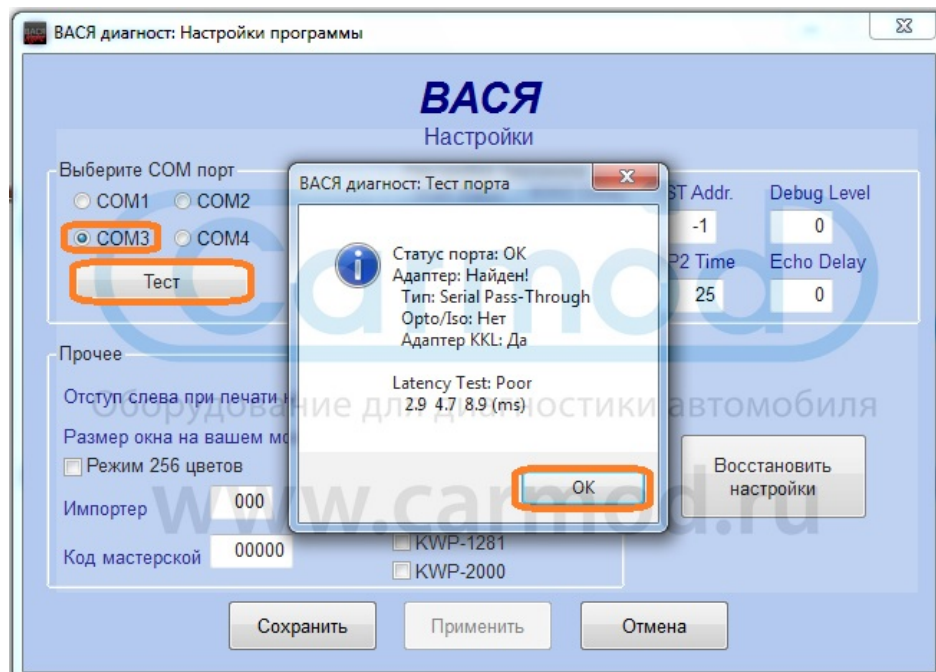 ВАСЯ диагност: Настройки программы
ВАСЯ
Настройки
Выберите COM порт
COM1 COM2
COM3 COM4
Тест
ST Addr. Debug Level
-1 0
P2 Time Echo Delay
25 0
ВАСЯ диагност: Тест порта
Статус порта: OK
Адаптер: Найден!
Тип: Serial Pass-Through
Opto/Iso: Нет
Адаптер KKL: Да
Latency Test: Poor
2.9 4.7 8.9 (ms)
OK
Прочее
Отступ слева при печати
Размер окна на вашем
Режим 256 цветов
Импортер 000
Код мастерской 00000
KWP-1281
KWP-2000
Восстановить
настройки
Сохранить Применить Отмена
Carmod
Оборудование для диагностики автомобиля
www.carmod.ru